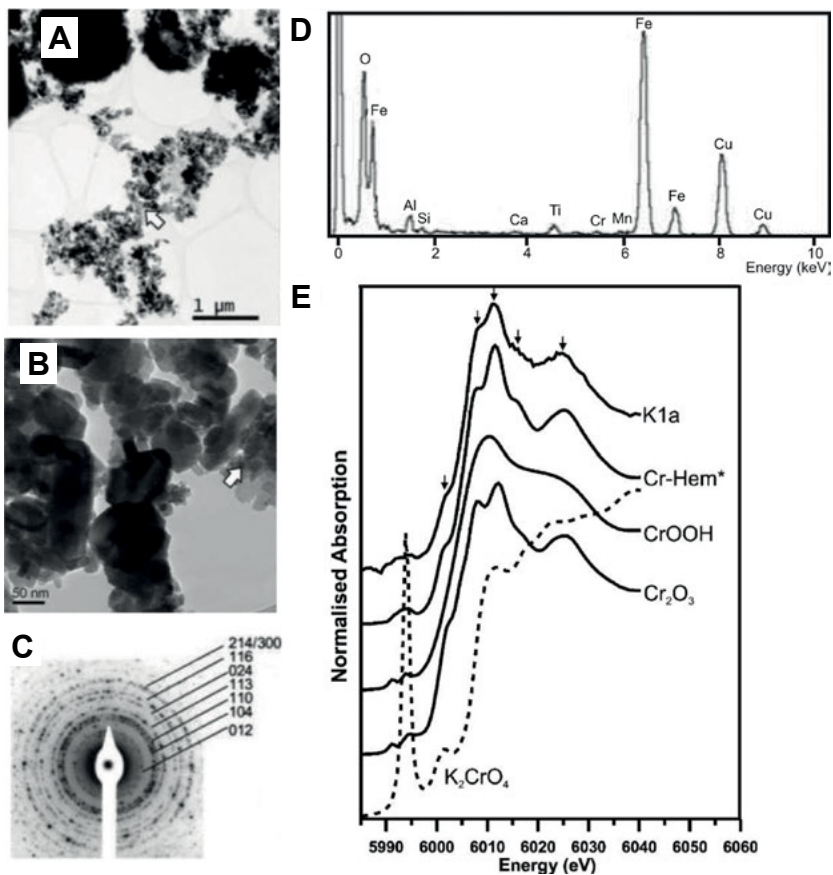 A
1 µm
B
50 nm
C
214/300
116
024
113
110
104
012
D
O
Fe
Al
Si
Ca
Ti
Cr
Mn
Fe
Fe
Cu
Cu
0 2 4 6 8 10
Energy (keV)
E
Normalised Absorption
K1a
Cr-Hem*
CrOOH
Cr₂O₃
K₂CrO₄
5990 6000 6010 6020 6030 6040 6050 6060
Energy (eV)